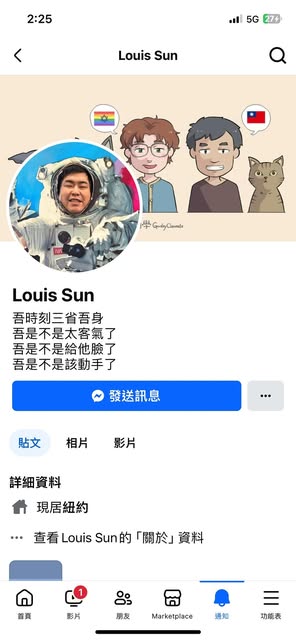 2:25
5G 27
Louis Sun
Louis Sun
吾時刻三省吾身
吾是不是太客氣了
吾是不是給他臉了
吾是不是該動手了
發送訊息
貼文 相片 影片
詳細資料
現居紐約
查看 Louis Sun 的「關於」資料
1
首頁 影片 朋友 Marketplace 通知 功能表